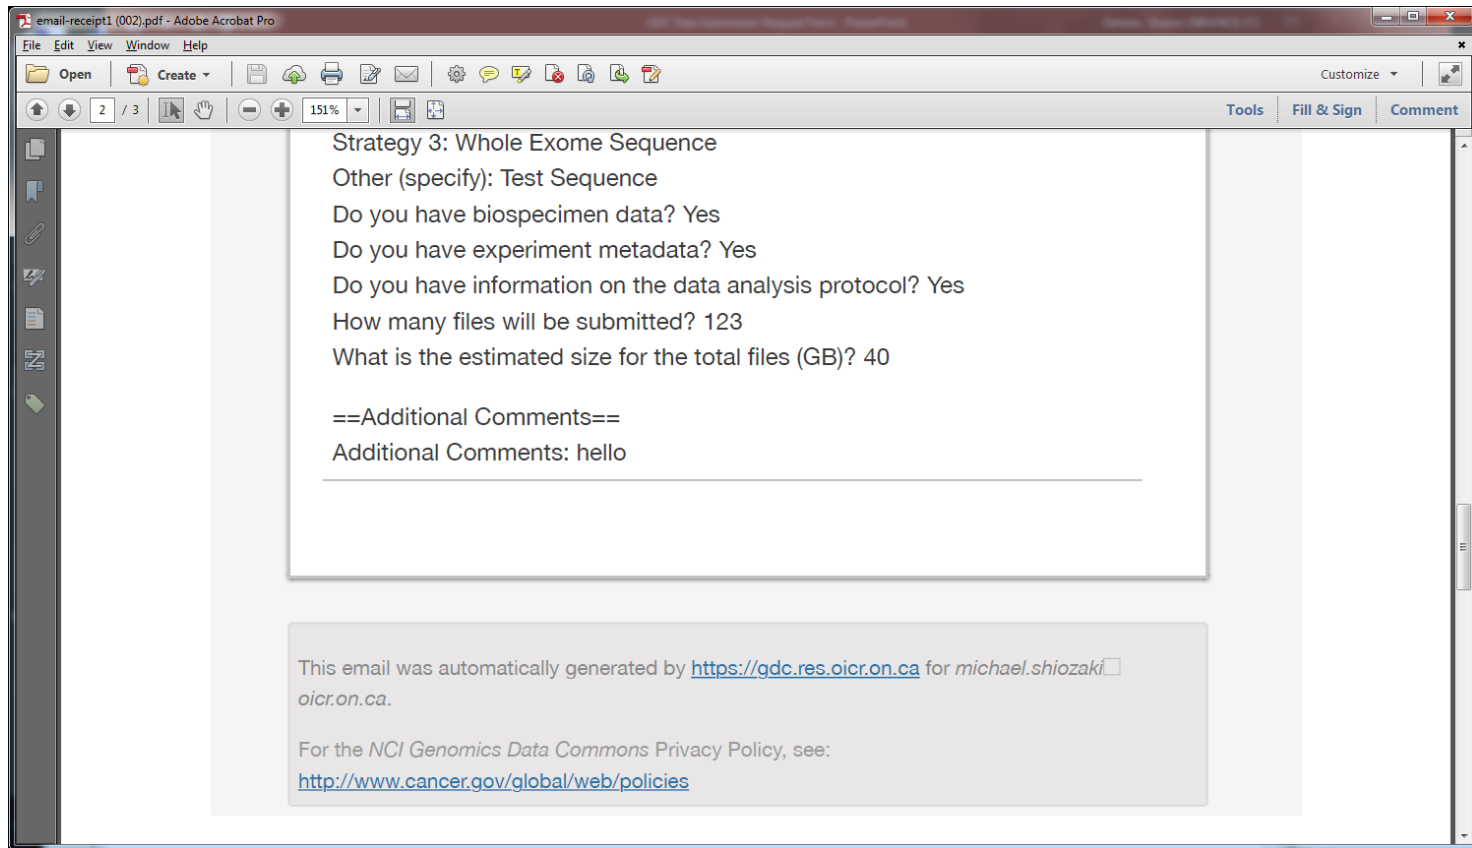 email-receipt1 (002).pdf - Adobe Acrobat Pro
File Edit View Window Help
Open Create Customize
2 / 3 151% Tools Fill & Sign Comment
Strategy 3: Whole Exome Sequence
Other (specify): Test Sequence
Do you have biospecimen data? Yes
Do you have experiment metadata? Yes
Do you have information on the data analysis protocol? Yes
How many files will be submitted? 123
What is the estimated size for the total files (GB)? 40
==Additional Comments==
Additional Comments: hello
This email was automatically generated by https://gdc.res.oicr.on.ca for michael.shiozaki
oicr.on.ca.
For the NCI Genomics Data Commons Privacy Policy, see:
http://www.cancer.gov/global/web/policies